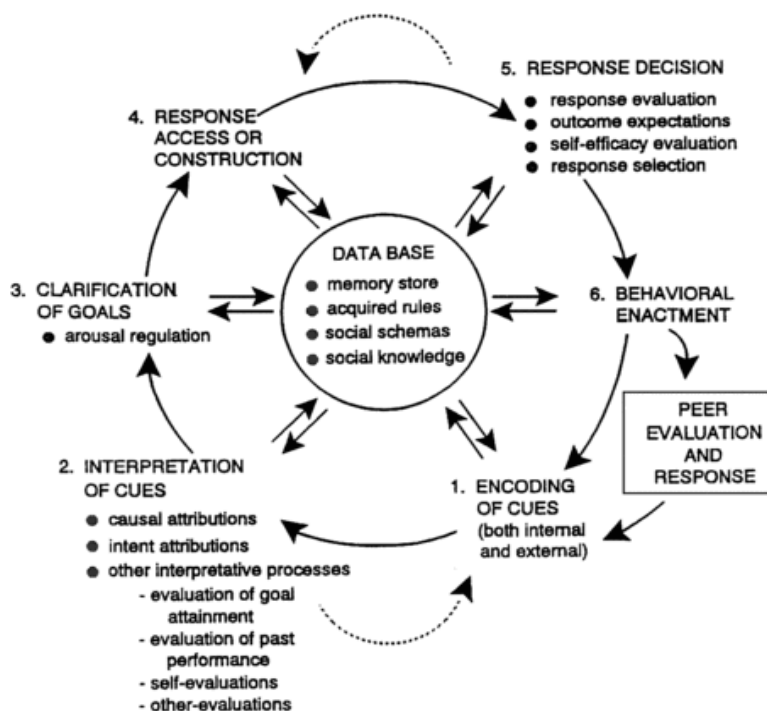 5. RESPONSE DECISION
● response evaluation
● outcome expectations
● self-efficacy evaluation
● response selection
4. RESPONSE
ACCESS OR
CONSTRUCTION
DATA BASE
● memory store
● acquired rules
● social schemas
● social knowledge
3. CLARIFICATION
OF GOALS
● arousal regulation
6. BEHAVIORAL
ENACTMENT
PEER
EVALUATION
AND
RESPONSE
2. INTERPRETATION
OF CUES
● causal attributions
● intent attributions
● other interpretative processes
- evaluation of goal
attainment
- evaluation of past
performance
- self-evaluations
- other-evaluations
1. ENCODING
OF CUES
(both internal
and external)